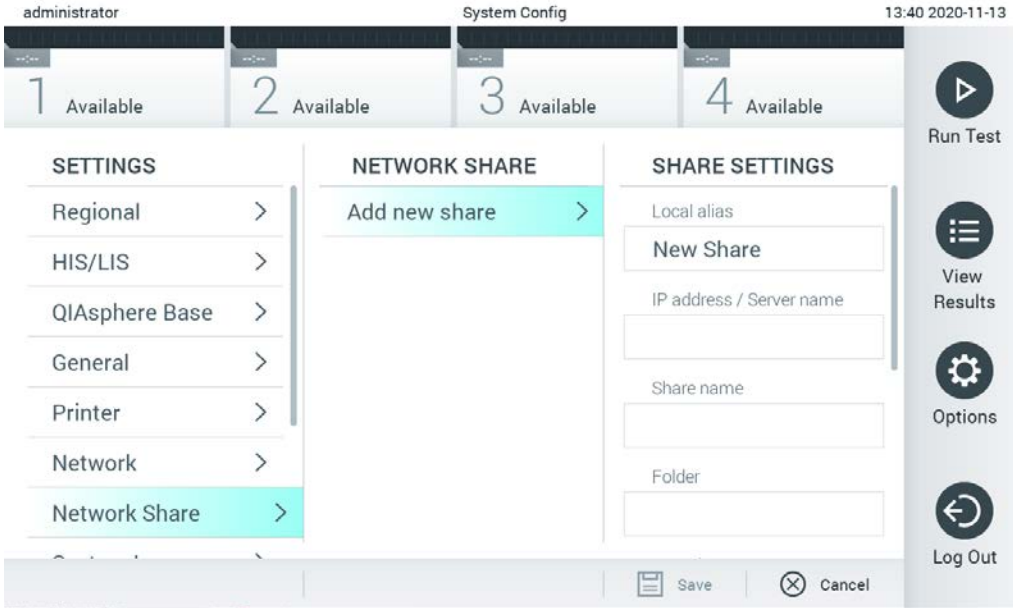 administrator
System Config
13:40 2020-11-13
--:--
--:--
--:--
--:--
1 Available
2 Available
3 Available
4 Available
Run Test
SETTINGS
Regional
HIS/LIS
QIAsphere Base
General
Printer
Network
Network Share
NETWORK SHARE
Add new share
SHARE SETTINGS
Local alias
New Share
IP address / Server name
Share name
Folder
View
Results
Options
Log Out
Save
Cancel